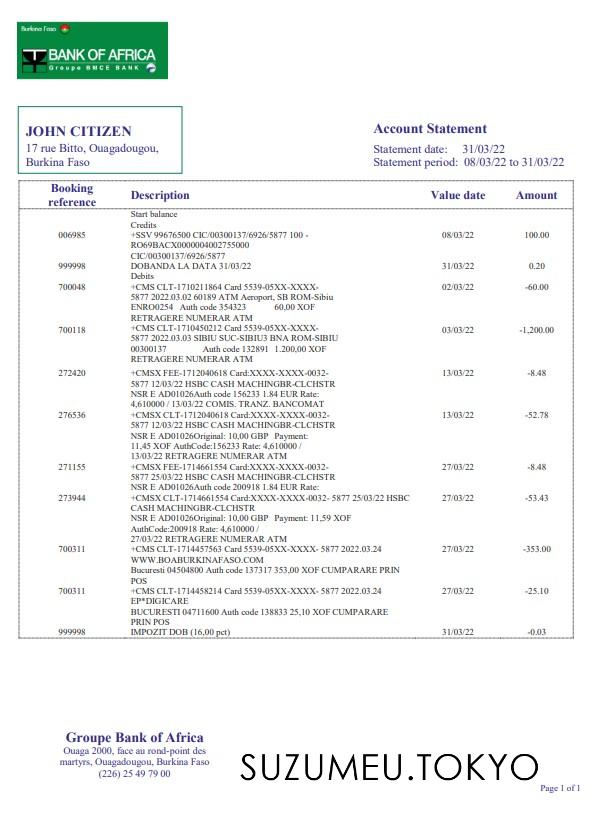 Burkina Faso
BANK OF AFRICA
Groupe BMCE BANK
JOHN CITIZEN
17 rue Bitto, Ouagadougou,
Burkina Faso
Account Statement
Statement date: 31/03/22
Statement period: 08/03/22 to 31/03/22
Booking reference Description Value date Amount
Start balance
Credits
006985 +SSV 99676500 CIC/00300137/6926/5877 100 - 08/03/22 100.00
RO69BACX0000004002755000
CIC/00300137/6926/5877
999998 DOBANDA LA DATA 31/03/22 31/03/22 0.20
Debits
700048 +CMS CLT-1710211864 Card 5539-05XX-XXXX- 02/03/22 -60.00
5877 2022.03.02 60189 ATM Aeroport, SB ROM-Sibiu
ENRO0254 Auth code 354323 60,00 XOF
RETRAGERE NUMERAR ATM
700118 +CMS CLT-1710450212 Card 5539-05XX-XXXX- 03/03/22 -1,200.00
5877 2022.03.03 SIBIU SUC-SIBIU3 BNA ROM-SIBIU
00300137 Auth code 132891 1.200,00 XOF
RETRAGERE NUMERAR ATM
272420 +CMSX FEE-1712040618 Card:XXXX-XXXX-0032- 13/03/22 -8.48
5877 12/03/22 HSBC CASH MACHINGBR-CLCHSTR
NSR E AD01026Auth code 156233 1.84 EUR Rate:
4,610000 / 13/03/22 COMIS. TRANZ. BANCOMAT
276536 +CMSX CLT-1712040618 Card:XXXX-XXXX-0032- 13/03/22 -52.78
5877 12/03/22 HSBC CASH MACHINGBR-CLCHSTR
NSR E AD01026Original: 10,00 GBP Payment:
11,45 XOF AuthCode:156233 Rate: 4,610000 /
13/03/22 RETRAGERE NUMERAR ATM
271155 +CMSX FEE-1714661554 Card:XXXX-XXXX-0032- 27/03/22 -8.48
5877 25/03/22 HSBC CASH MACHINGBR-CLCHSTR
NSR E AD01026Auth code 200918 1.84 EUR Rate:
273944 +CMSX CLT-1714661554 Card:XXXX-XXXX-0032- 5877 25/03/22 HSBC 27/03/22 -53.43
CASH MACHINGBR-CLCHSTR
NSR E AD01026Original: 10,00 GBP Payment: 11,59 XOF
AuthCode:200918 Rate: 4,610000 /
27/03/22 RETRAGERE NUMERAR ATM
700311 +CMS CLT-1714457563 Card 5539-05XX-XXXX- 5877 2022.03.24 27/03/22 -353.00
WWW.BOABURKINAFASO.COM
Bucuresti 04504800 Auth code 137317 353,00 XOF CUMPARARE PRIN
POS
700311 +CMS CLT-1714458214 Card 5539-05XX-XXXX- 5877 2022.03.24 27/03/22 -25.10
EP*DIGICARE
BUCURESTI 04711600 Auth code 138833 25,10 XOF CUMPARARE
PRIN POS
999998 IMPOZIT DOB (16,00 pct) 31/03/22 -0.03
Groupe Bank of Africa
Ouaga 2000, face au rond-point des
martyrs, Ouagadougou, Burkina Faso
(226) 25 49 79 00
SUZUMEU.TOKYO
Page 1 of 1